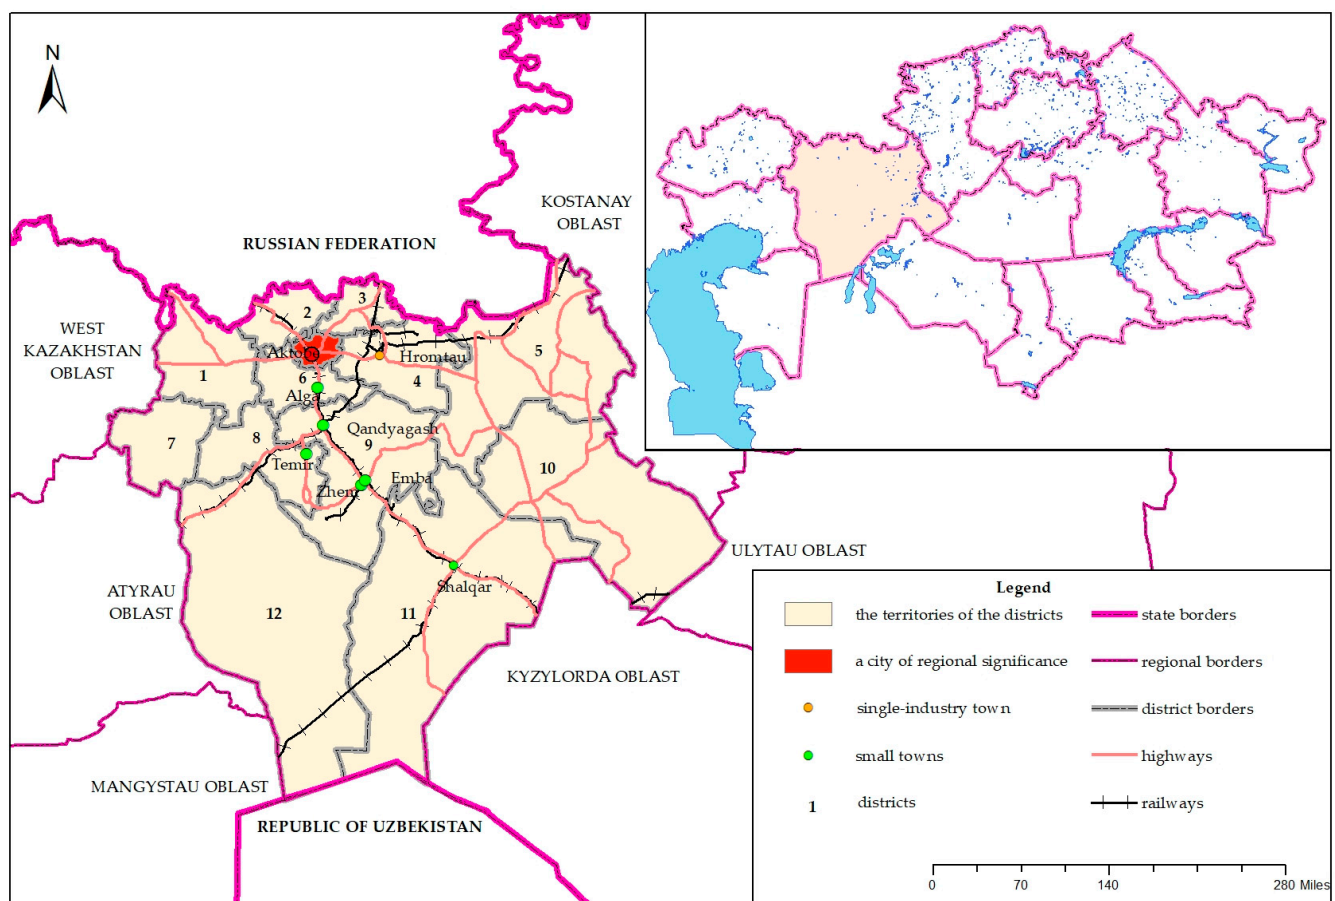 N
KOSTANAY
OBLAST
RUSSIAN FEDERATION
3
2
WEST
KAZAKHSTAN
OBLAST
Aktobe
Hromtau
5
1
6
4
Alga
Qandyagash
7
8
9
10
Temir
Emba
Zhem
ULYTAU OBLAST
ATYRAU
OBLAST
Shalqar
12
11
KYZYLORDA OBLAST
MANGYSTAU OBLAST
REPUBLIC OF UZBEKISTAN
Legend
the territories of the districts
state borders
a city of regional significance
regional borders
single-industry town
district borders
small towns
highways
1 districts
railways
0 70 140 280 Miles